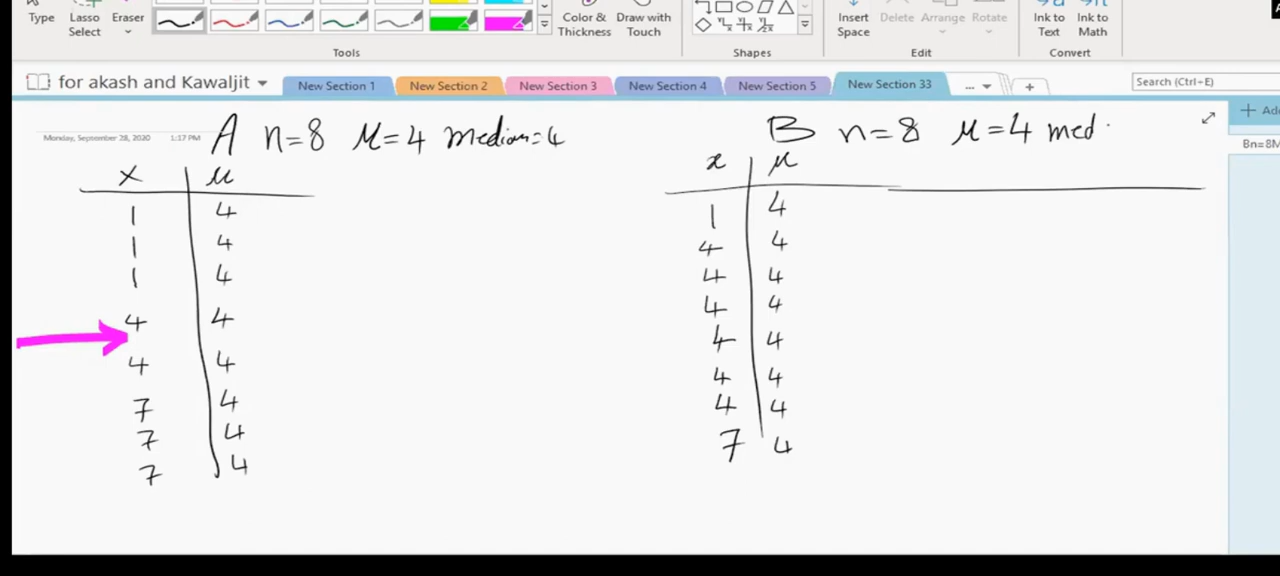 Type Lasso Select Eraser Color & Thickness Draw with Touch Insert Space Delete Arrange Rotate Ink to Text Ink to Math
Tools Shapes Edit Convert
for akash and Kawaljit New Section 1 New Section 2 New Section 3 New Section 4 New Section 5 New Section 33 ... + Search (Ctrl+E)
+ Add
Monday, September 28, 2020 1:17 PM
Bn=8M
A n=8 μ=4 median=4
x μ
1 4
1 4
1 4
4 4
4 4
7 4
7 4
7 4
B n=8 μ=4 med.
x μ
1 4
4 4
4 4
4 4
4 4
4 4
4 4
7 4